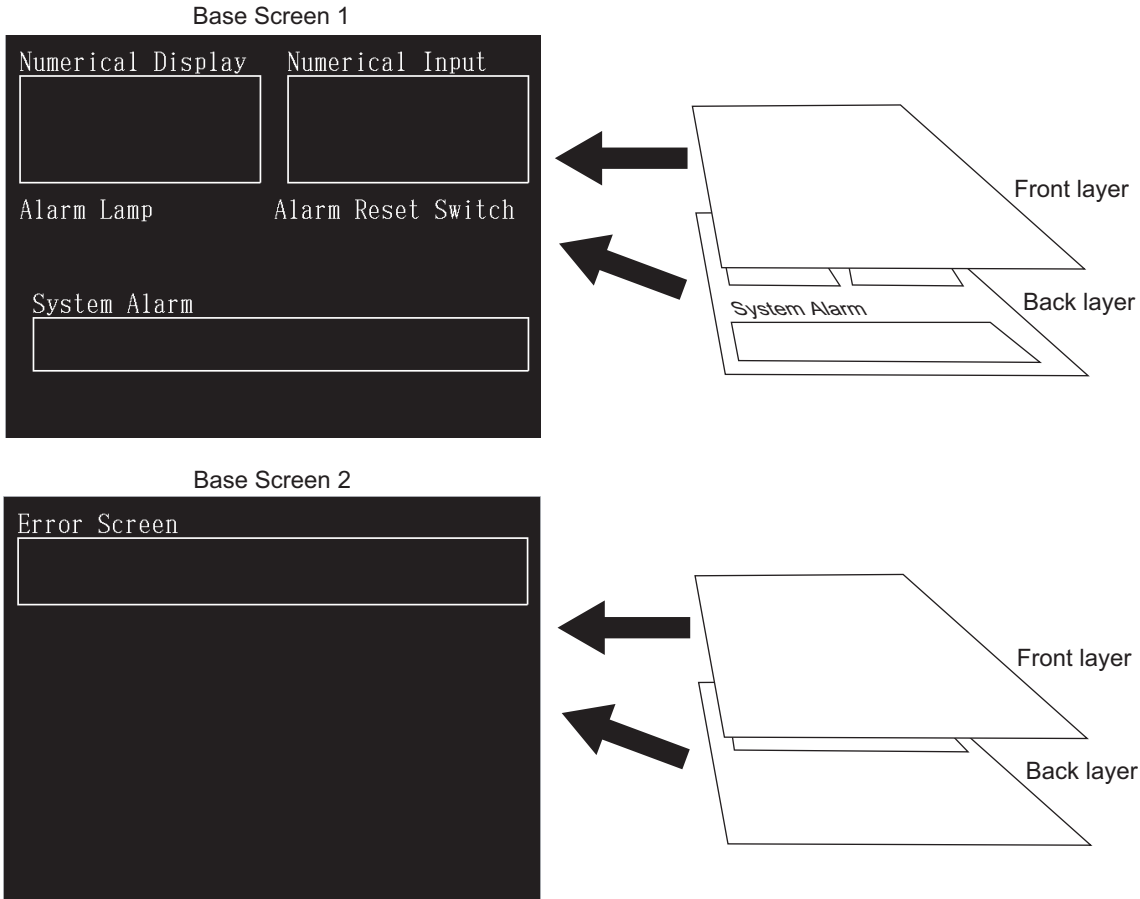 Base Screen 1
Numerical Display
Numerical Input
Alarm Lamp
Alarm Reset Switch
System Alarm
Front layer
Back layer
System Alarm
Base Screen 2
Error Screen
Front layer
Back layer